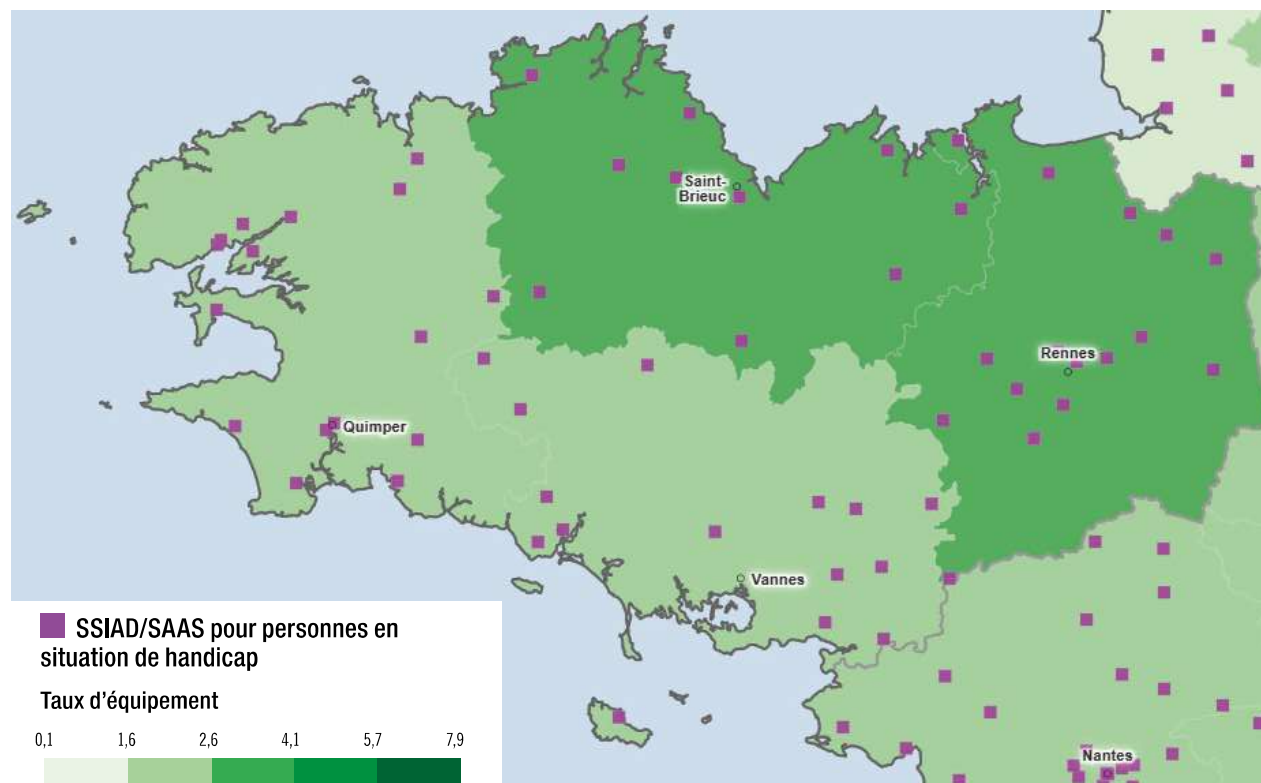 Saint-
Brieuc
Rennes
Quimper
Vannes
SSIAD/SAAS pour personnes en
situation de handicap
Taux d’équipement
0,1 1,6 2,6 4,1 5,7 7,9
Nantes